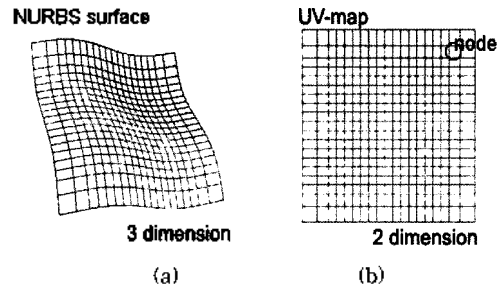 NURBS surface
3 dimension
(a)
UV-map
node
2 dimension
(b)